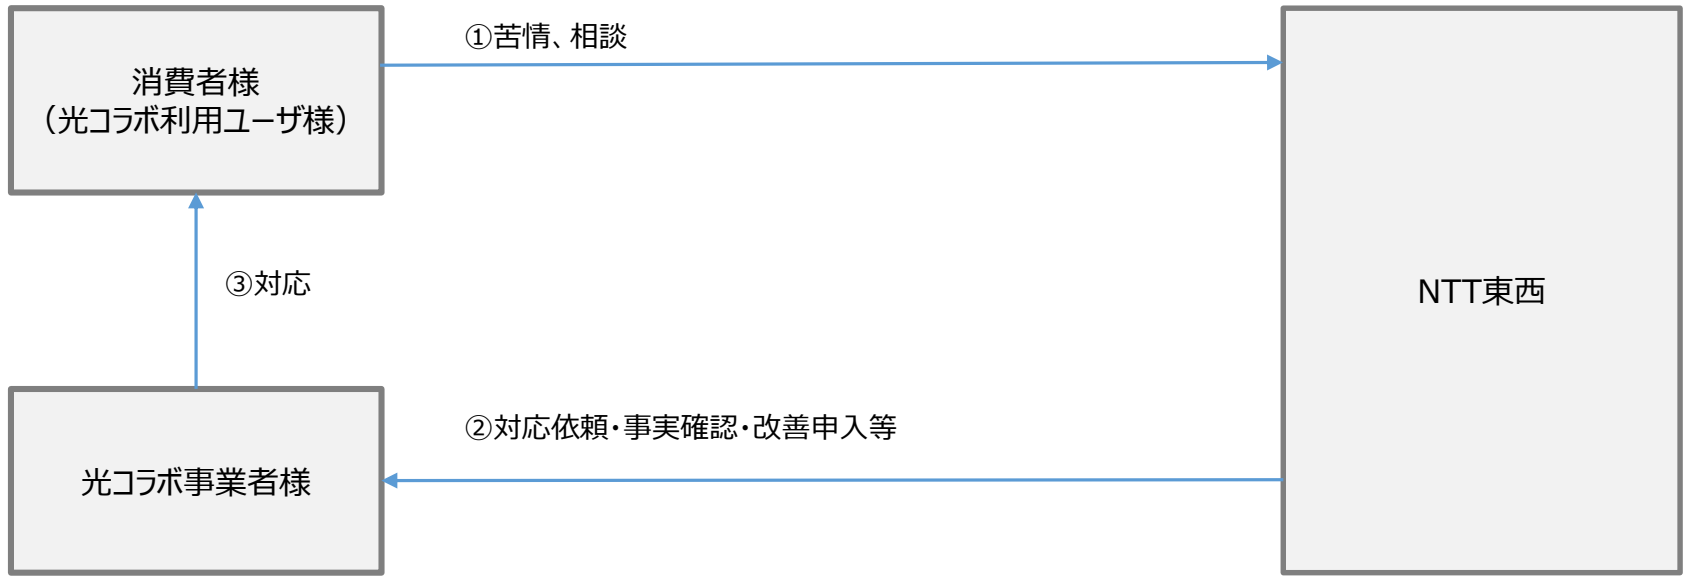 ①苦情、相談
消費者様
（光コラボ利用ユーザ様）
③対応
NTT東西
②対応依頼・事実確認・改善申入等
光コラボ事業者様